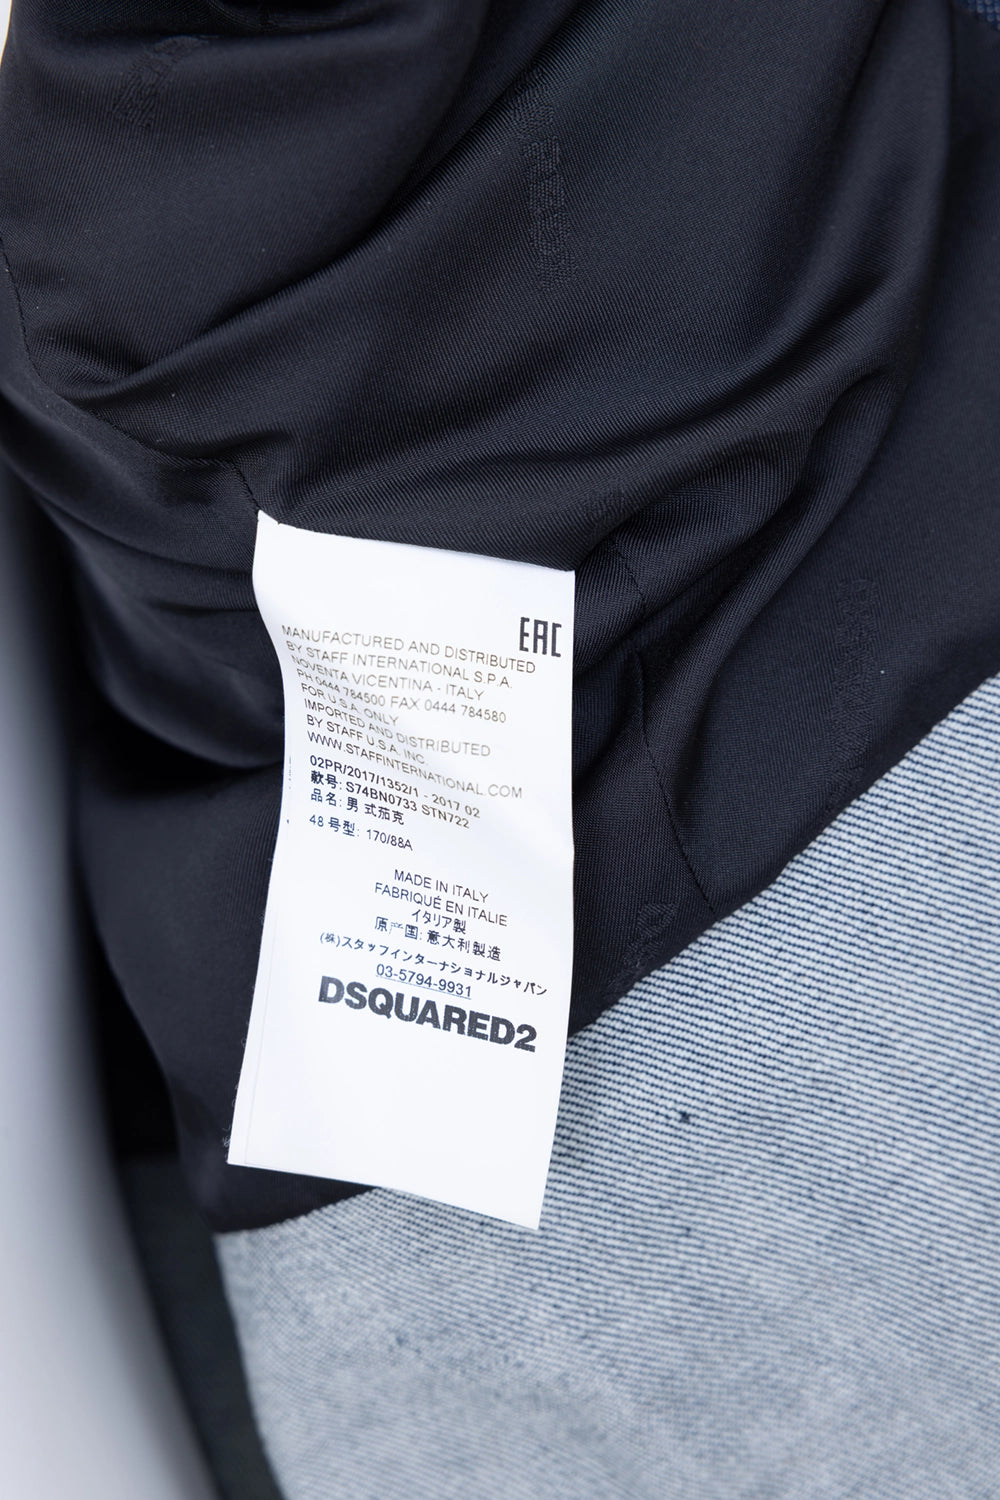 EAC
MANUFACTURED AND DISTRIBUTED
BY STAFF INTERNATIONAL S.P.A.
NOVENTA VICENTINA - ITALY
PH 0444 784500 FAX 0444 784580
FOR U.S.A. ONLY
IMPORTED AND DISTRIBUTED
BY STAFF U.S.A. INC.
WWW.STAFFINTERNATIONAL.COM
02PR/2017/1352/1 - 2017 02
款号: S74BN0733 STN722
品名: 男 式茄克
48 号型: 170/88A
MADE IN ITALY
FABRIQUÉ EN ITALIE
イタリア製
原产国: 意大利製造
(株)スタッフインターナショナルジャパン
03-5794-9931
DSQUARED2